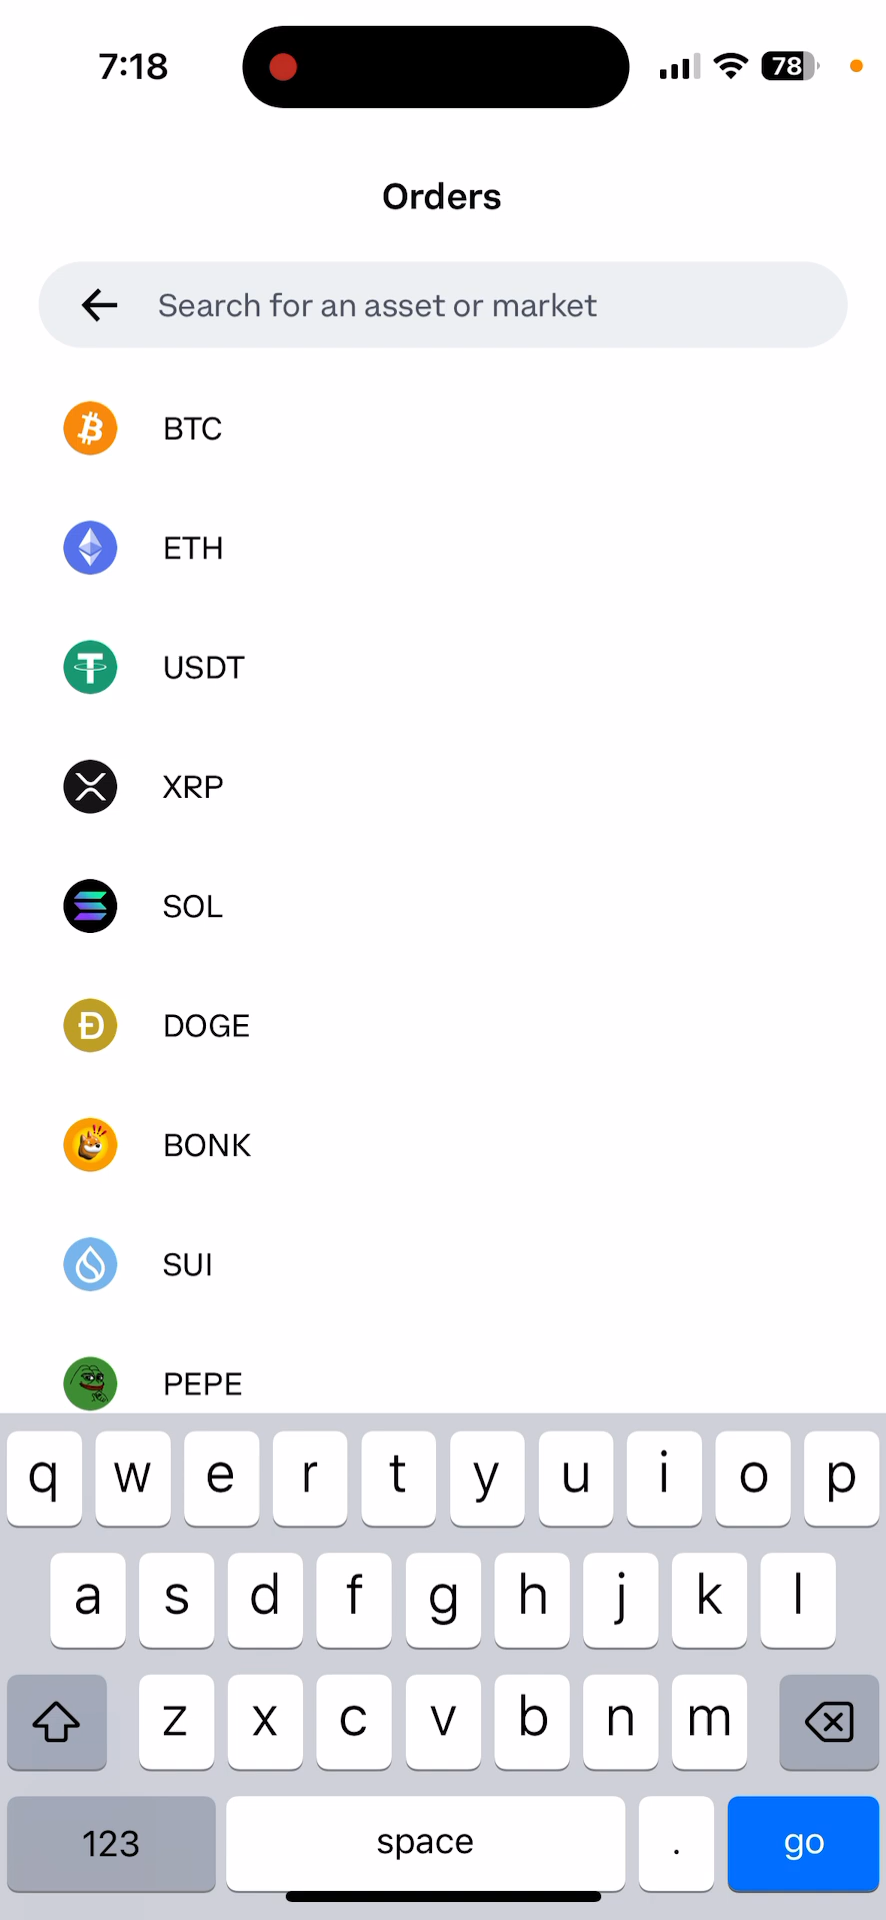 7:18
78
Orders
Search for an asset or market
BTC
ETH
USDT
XRP
SOL
DOGE
BONK
SUI
PEPE
q w e r t y u i o p
a s d f g h j k l
z x c v b n m
123 space . go